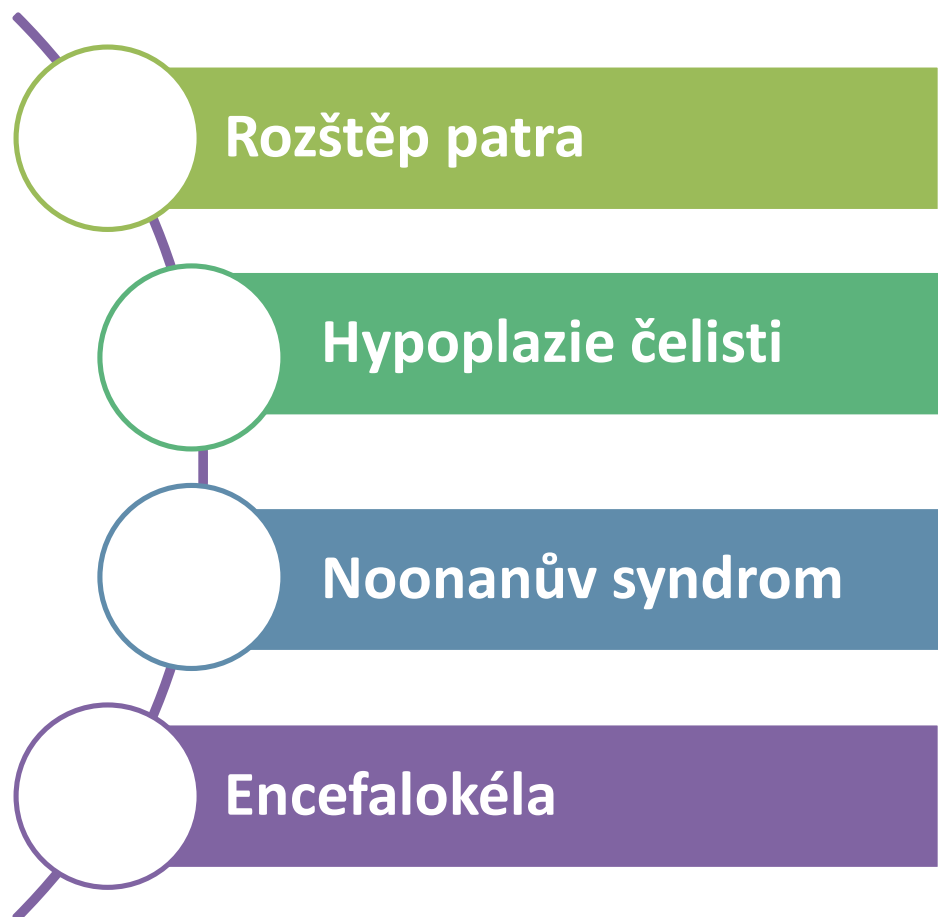 Rozštěp patra
Hypoplazie čelisti
Noonanův syndrom
Encefalokéla